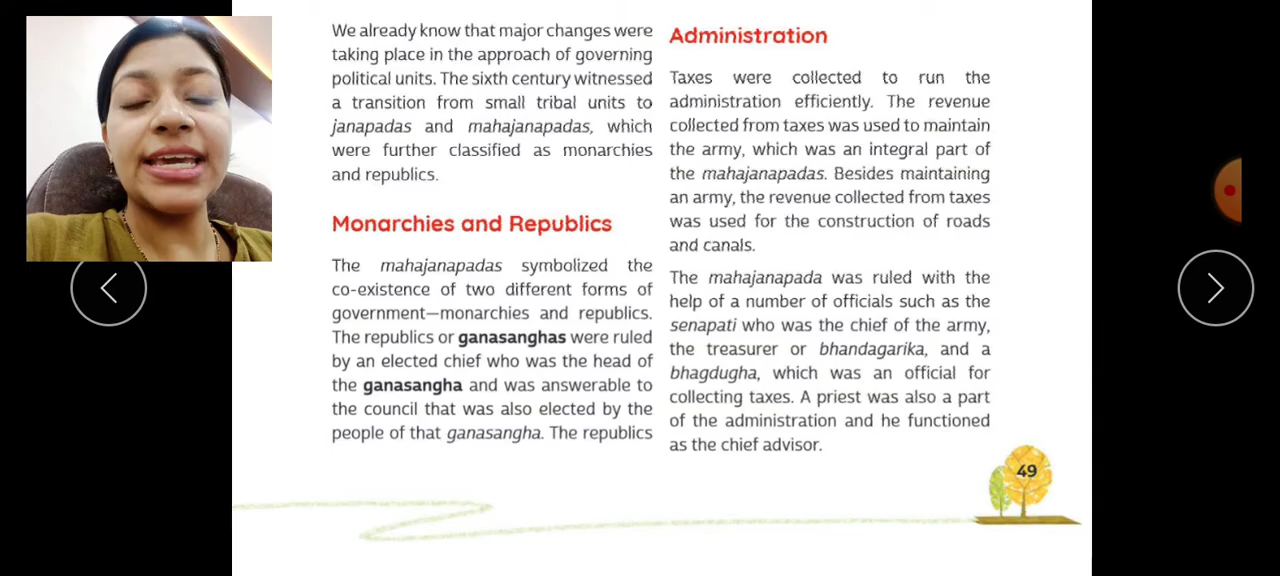 We already know that major changes were
taking place in the approach of governing
political units. The sixth century witnessed
a transition from small tribal units to
janapadas and mahajanapadas, which
were further classified as monarchies
and republics.
Monarchies and Republics
The mahajanapadas symbolized the
co-existence of two different forms of
government—monarchies and republics.
The republics or ganasanghas were ruled
by an elected chief who was the head of
the ganasangha and was answerable to
the council that was also elected by the
people of that ganasangha. The republics
Administration
Taxes were collected to run the
administration efficiently. The revenue
collected from taxes was used to maintain
the army, which was an integral part of
the mahajanapadas. Besides maintaining
an army, the revenue collected from taxes
was used for the construction of roads
and canals.
The mahajanapada was ruled with the
help of a number of officials such as the
senapati who was the chief of the army,
the treasurer or bhandagarika, and a
bhagdugha, which was an official for
collecting taxes. A priest was also a part
of the administration and he functioned
as the chief advisor.
49